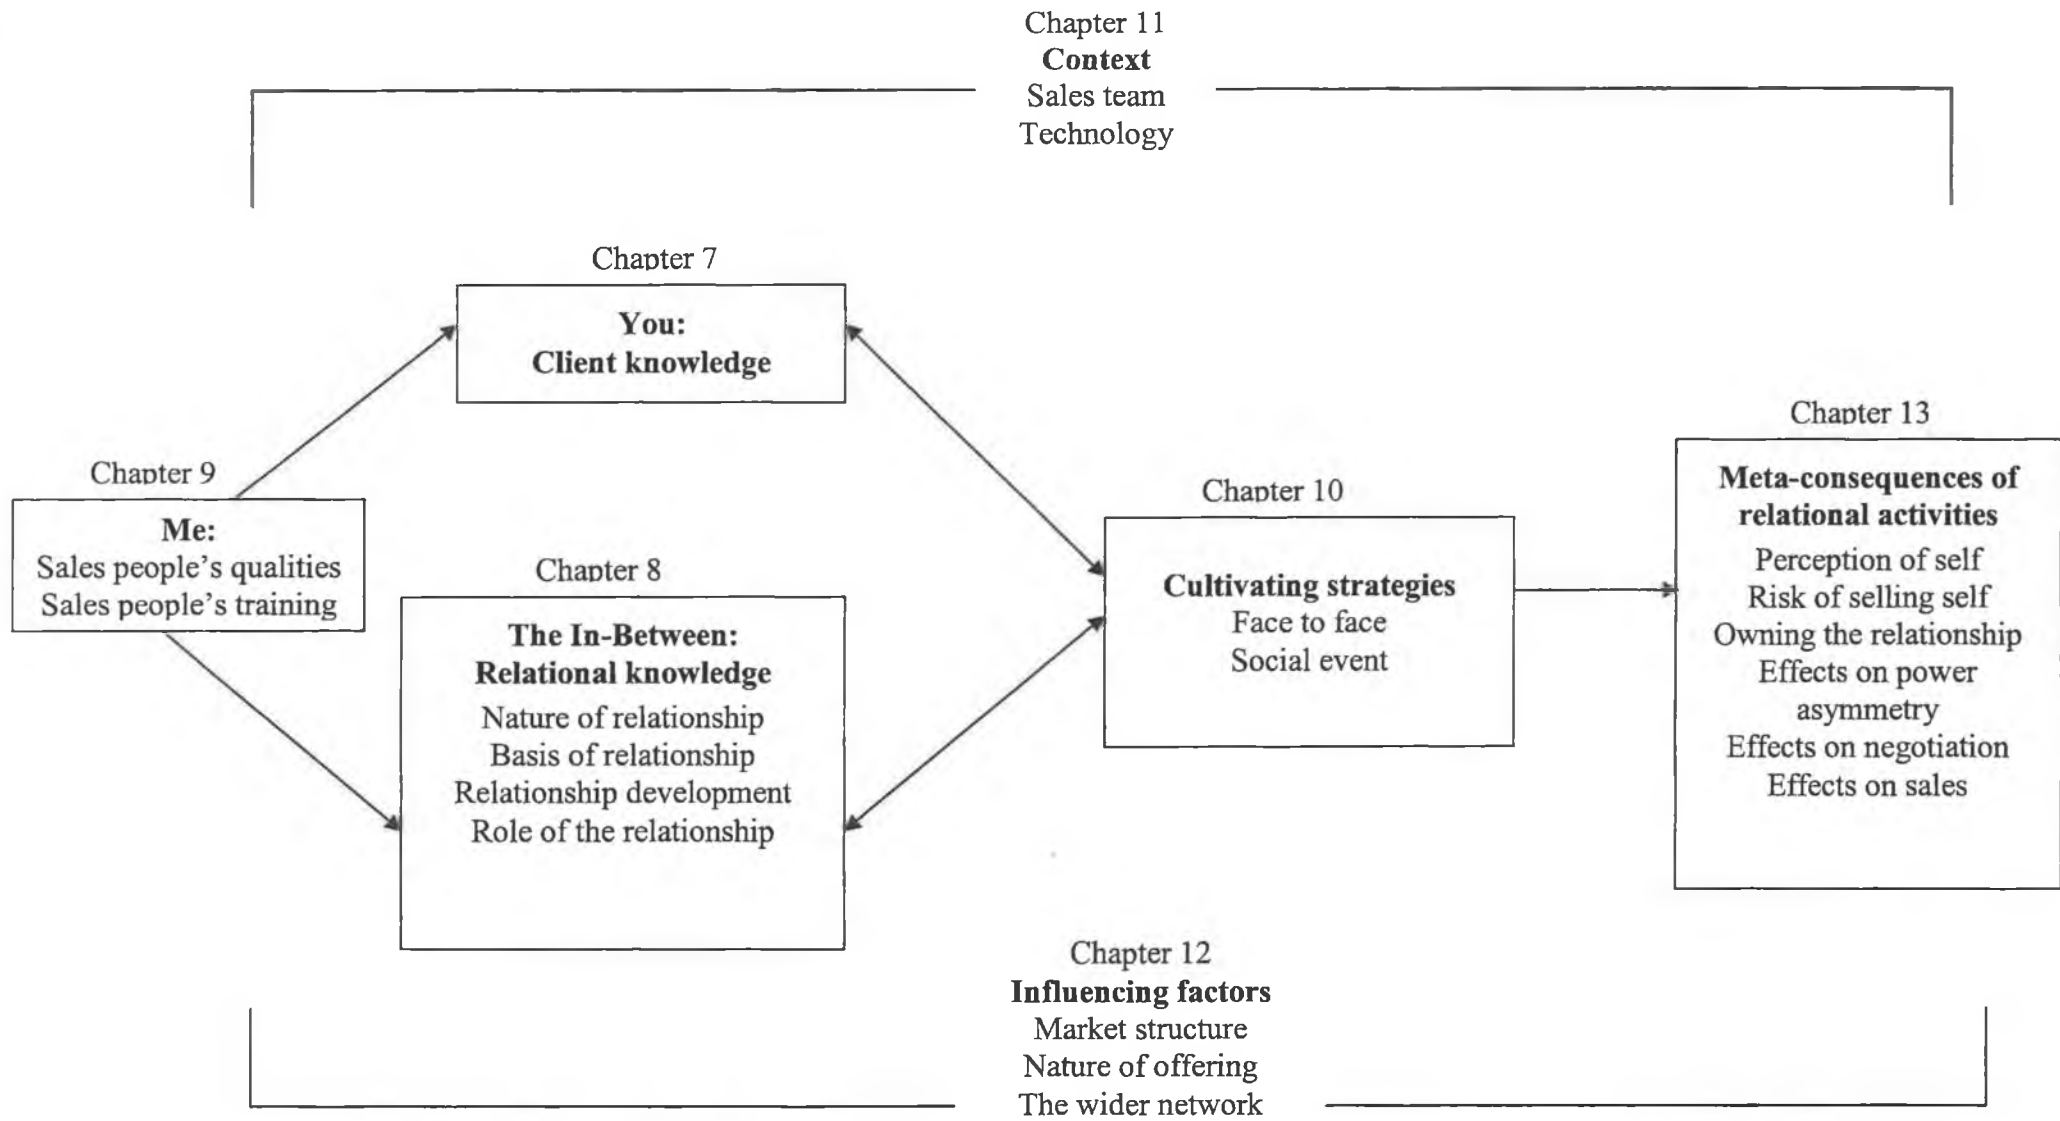 Chapter 11
Context
Sales team
Technology
Chapter 7
You:
Client knowledge
Chapter 9
Me:
Sales people's qualities
Sales people's training
Chapter 8
The In-Between:
Relational knowledge
Nature of relationship
Basis of relationship
Relationship development
Role of the relationship
Chapter 10
Cultivating strategies
Face to face
Social event
Chapter 13
Meta-consequences of
relational activities
Perception of self
Risk of selling self
Owning the relationship
Effects on power
asymmetry
Effects on negotiation
Effects on sales
Chapter 12
Influencing factors
Market structure
Nature of offering
The wider network